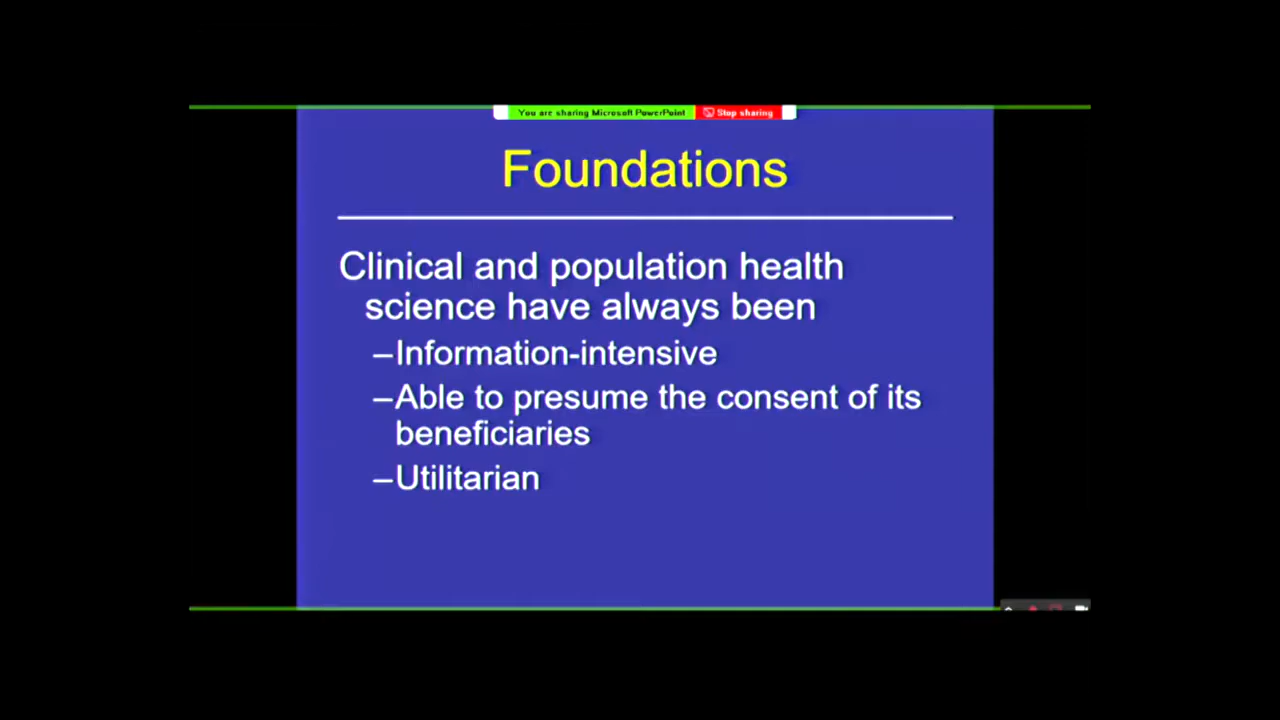 You are sharing Microsoft PowerPoint Stop sharing
Foundations
Clinical and population health
science have always been
–Information-intensive
–Able to presume the consent of its
beneficiaries
–Utilitarian